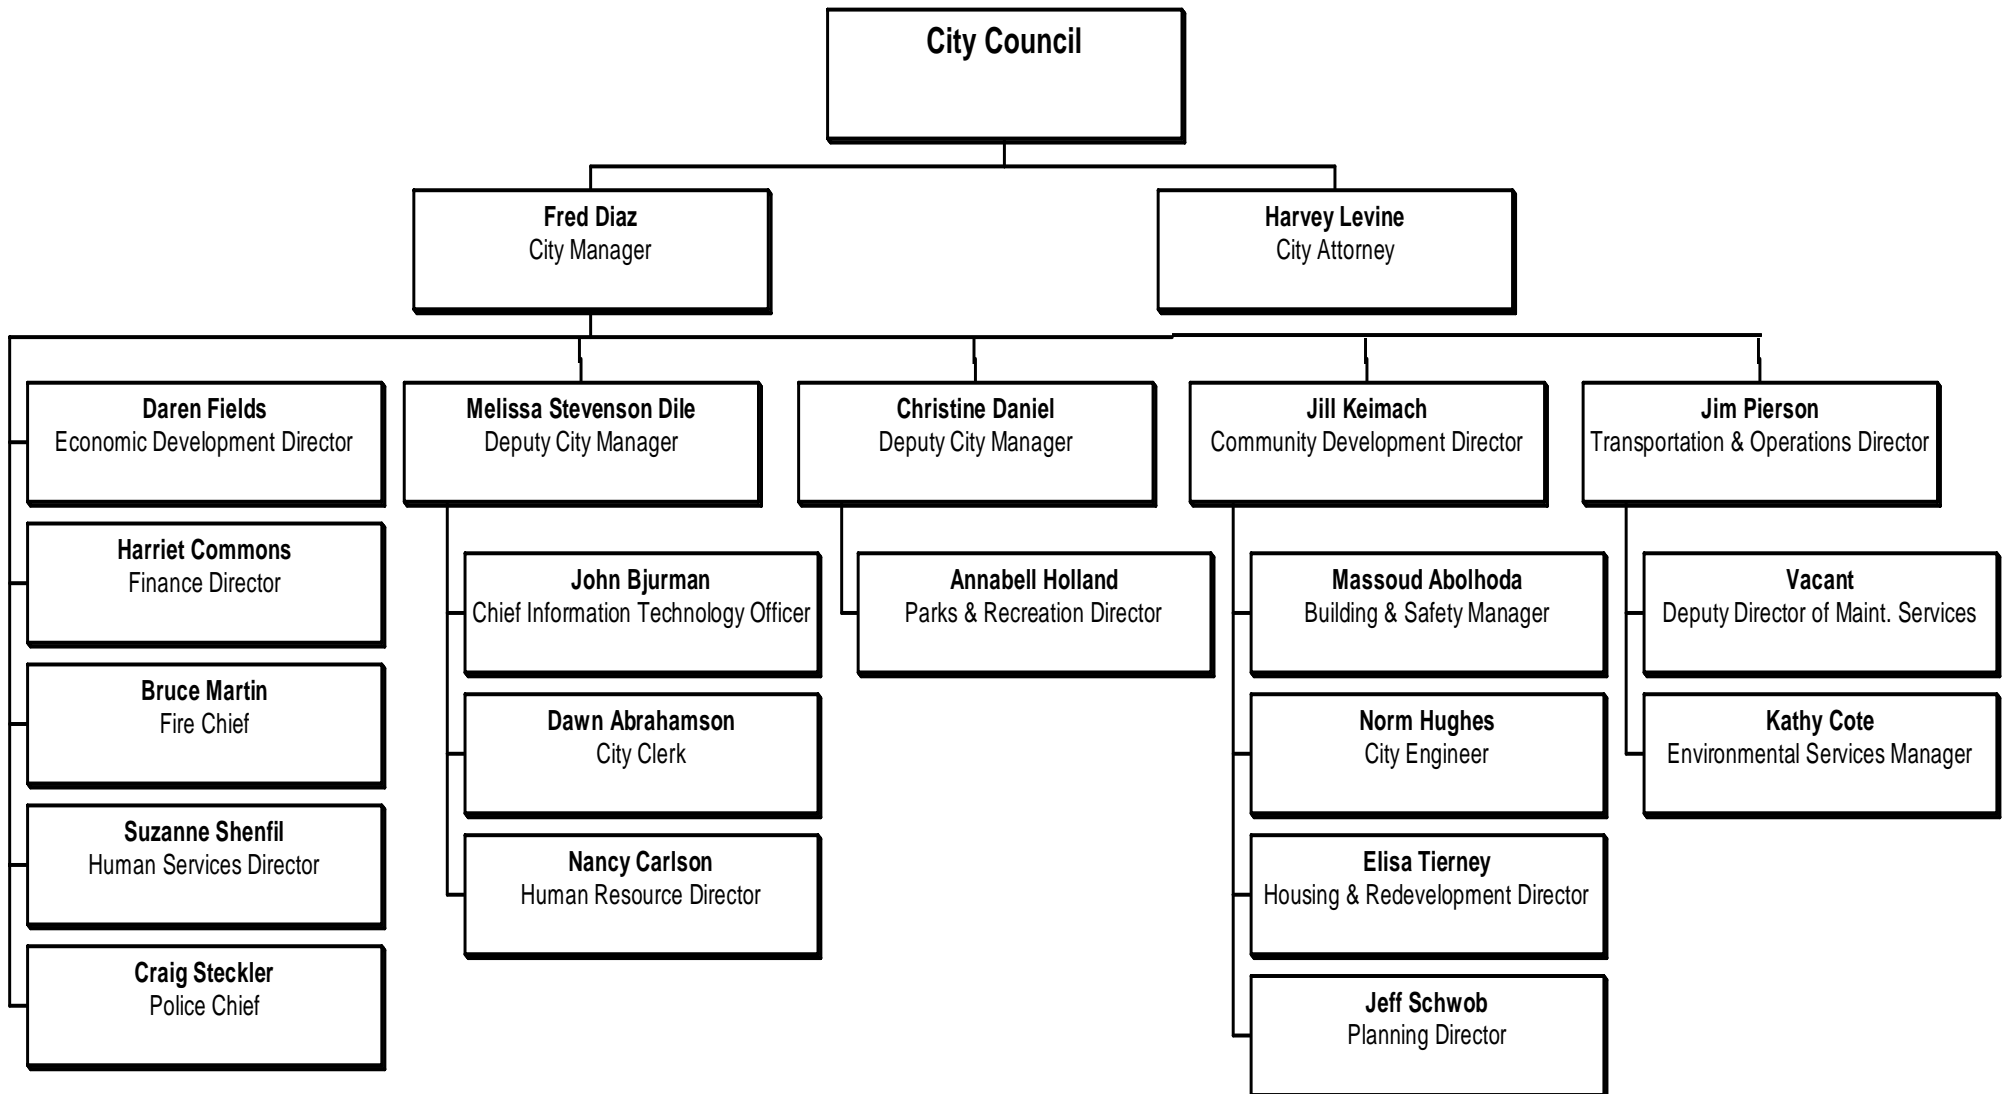 City Council
Fred Diaz
City Manager
Harvey Levine
City Attorney
Daren Fields
Economic Development Director
Melissa Stevenson Dile
Deputy City Manager
Christine Daniel
Deputy City Manager
Jill Keimach
Community Development Director
Jim Pierson
Transportation & Operations Director
Harriet Commons
Finance Director
Bruce Martin
Fire Chief
Suzanne Shenfil
Human Services Director
Craig Steckler
Police Chief
John Bjurman
Chief Information Technology Officer
Dawn Abrahamson
City Clerk
Nancy Carlson
Human Resource Director
Annabell Holland
Parks & Recreation Director
Massoud Abolhoda
Building & Safety Manager
Norm Hughes
City Engineer
Elisa Tierney
Housing & Redevelopment Director
Jeff Schwob
Planning Director
Vacant
Deputy Director of Maint. Services
Kathy Cote
Environmental Services Manager